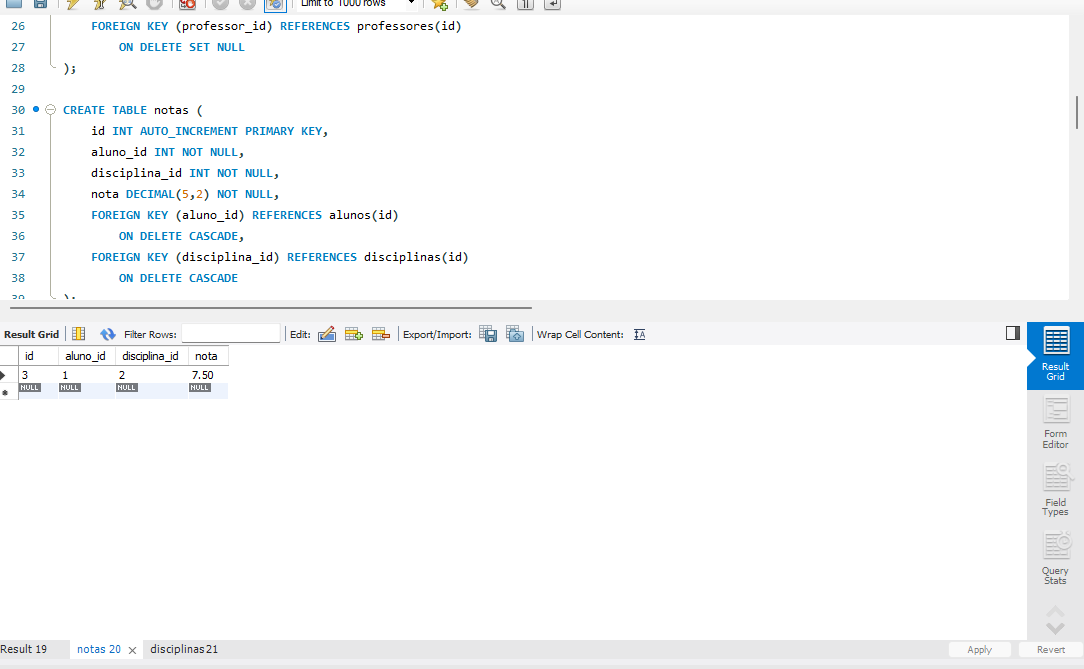 Limit to 1000 rows
26 FOREIGN KEY (professor_id) REFERENCES professores(id)
27 ON DELETE SET NULL
28 );
29
30 CREATE TABLE notas (
31 id INT AUTO_INCREMENT PRIMARY KEY,
32 aluno_id INT NOT NULL,
33 disciplina_id INT NOT NULL,
34 nota DECIMAL(5,2) NOT NULL,
35 FOREIGN KEY (aluno_id) REFERENCES alunos(id)
36 ON DELETE CASCADE,
37 FOREIGN KEY (disciplina_id) REFERENCES disciplinas(id)
38 ON DELETE CASCADE
39 );
Result Grid Filter Rows: Edit: Export/Import: Wrap Cell Content:
id aluno_id disciplina_id nota
3 1 2 7.50
NULL NULL NULL NULL
Result
Grid
Form
Editor
Field
Types
Query
Stats
Result 19 notas 20 disciplinas21 Apply Revert